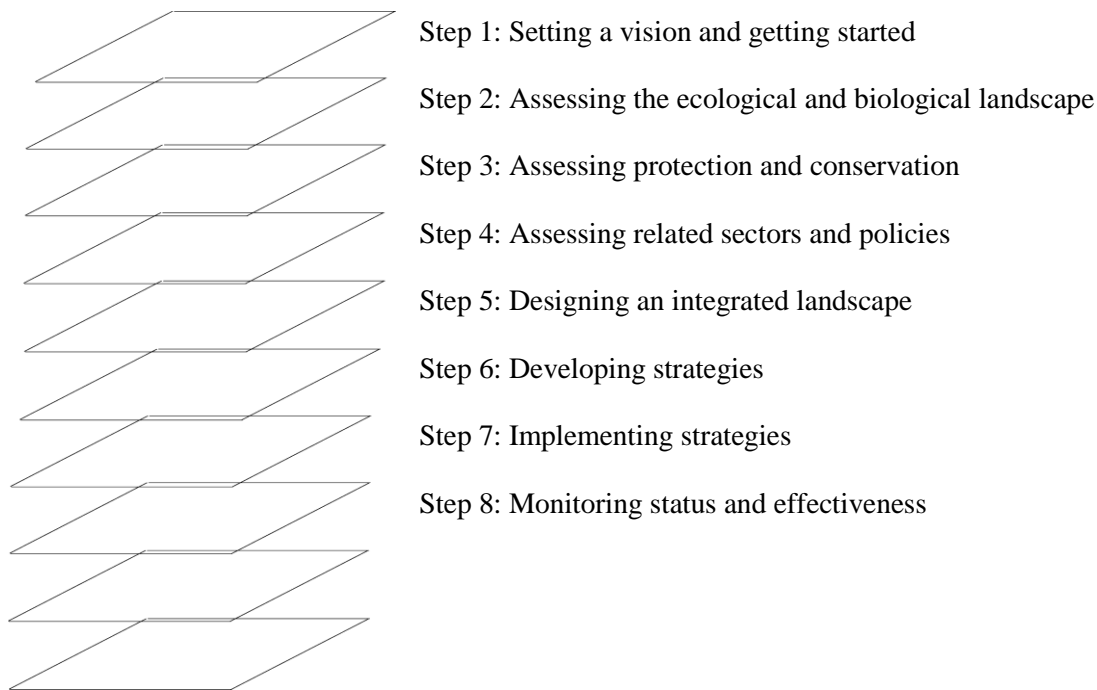 Step 1: Setting a vision and getting started
Step 2: Assessing the ecological and biological landscape
Step 3: Assessing protection and conservation
Step 4: Assessing related sectors and policies
Step 5: Designing an integrated landscape
Step 6: Developing strategies
Step 7: Implementing strategies
Step 8: Monitoring status and effectiveness